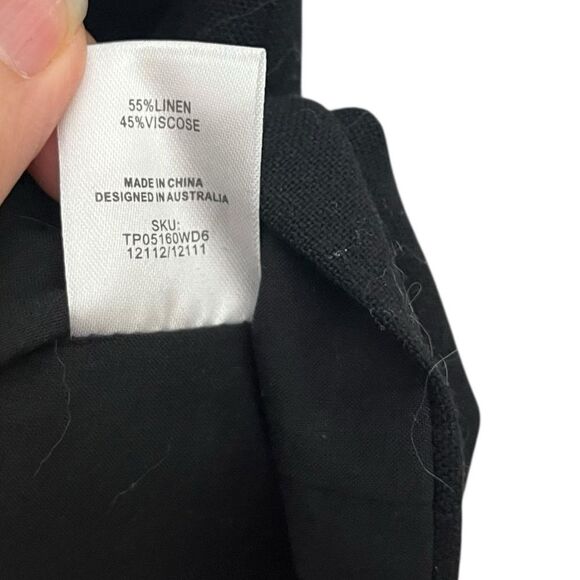 55%LINEN
45%VISCOSE
MADE IN CHINA
DESIGNED IN AUSTRALIA
SKU:
TP05160WD6
12112/12111